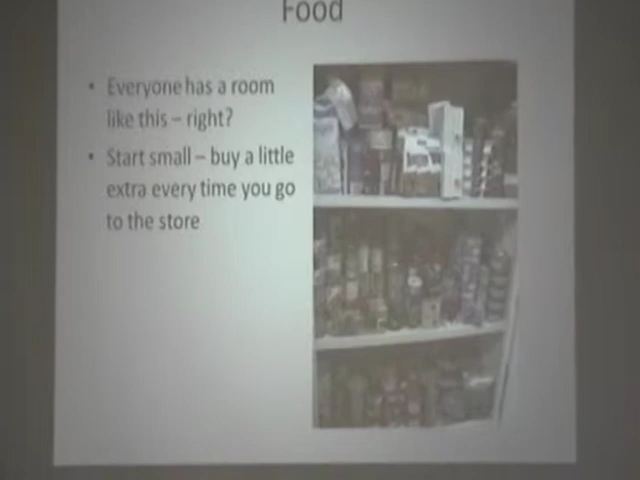 Food
• Everyone has a room
like this – right?
• Start small – buy a little
extra every time you go
to the store